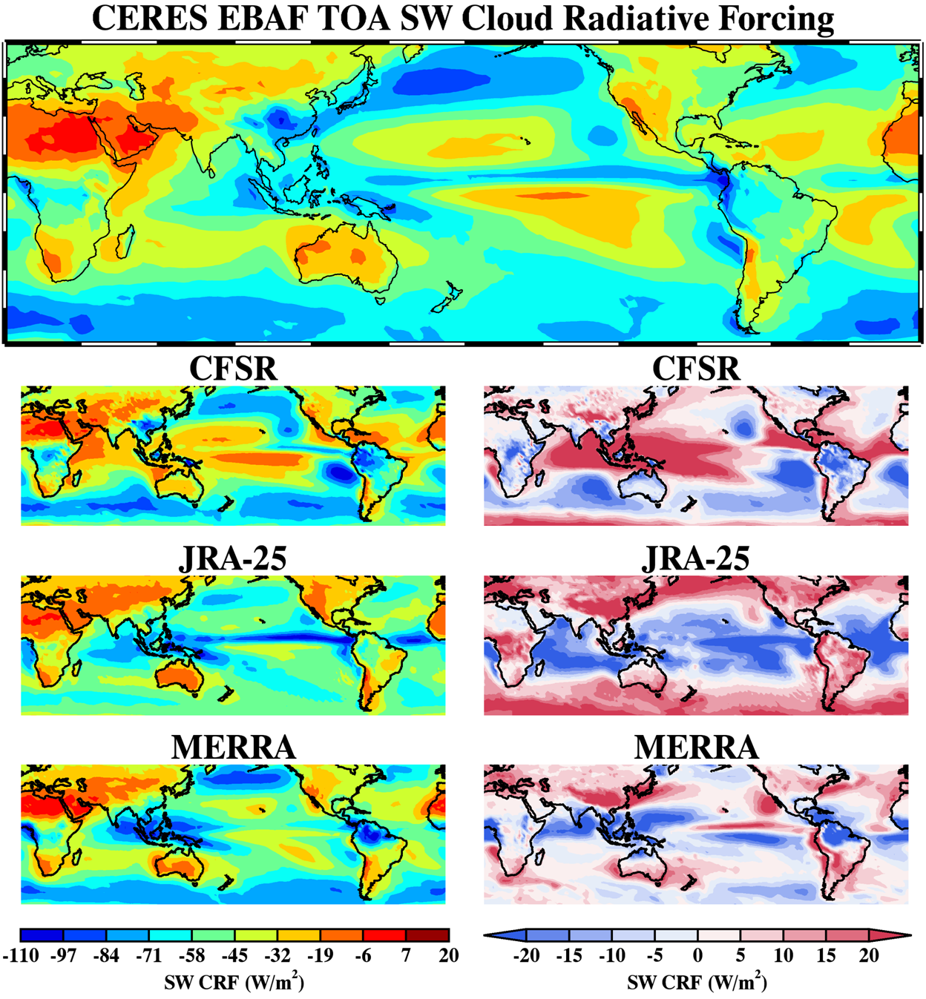 CERES EBAF TOA SW Cloud Radiative Forcing
CFSR CFSR
JRA-25 JRA-25
MERRA MERRA
-110 -97 -84 -71 -58 -45 -32 -19 -6 7 20
SW CRF (W/m²)
-20 -15 -10 -5 0 5 10 15 20
SW CRF (W/m²)